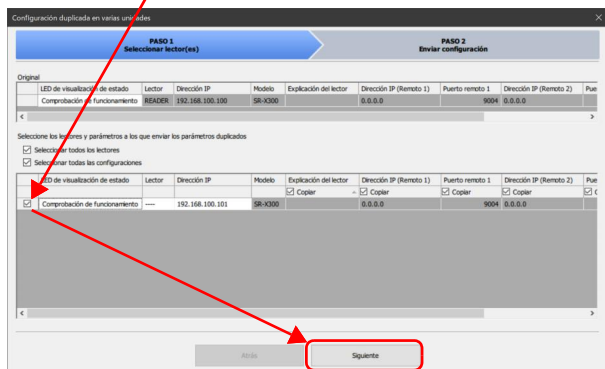 Configuración duplicada en varias unidades
PASO 1
Seleccionar lector(es)
PASO 2
Enviar configuración
Original
LED de visualización de estado Lector Dirección IP Modelo Explicación del lector Dirección IP (Remoto 1) Puerto remoto 1 Dirección IP (Remoto 2) Pue
Comprobación de funcionamiento READER 192.168.100.100 SR-X300 0.0.0.0 9004 0.0.0.0
Seleccione los lectores y parámetros a los que enviar los parámetros duplicados
Seleccionar todos los lectores
Seleccionar todas las configuraciones
LED de visualización de estado Lector Dirección IP Modelo Explicación del lector Dirección IP (Remoto 1) Puerto remoto 1 Dirección IP (Remoto 2) Pue
Copiar Copiar Copiar Copiar
Comprobación de funcionamiento ---- 192.168.100.101 SR-X300 0.0.0.0 9004 0.0.0.0
Atrás Siguiente